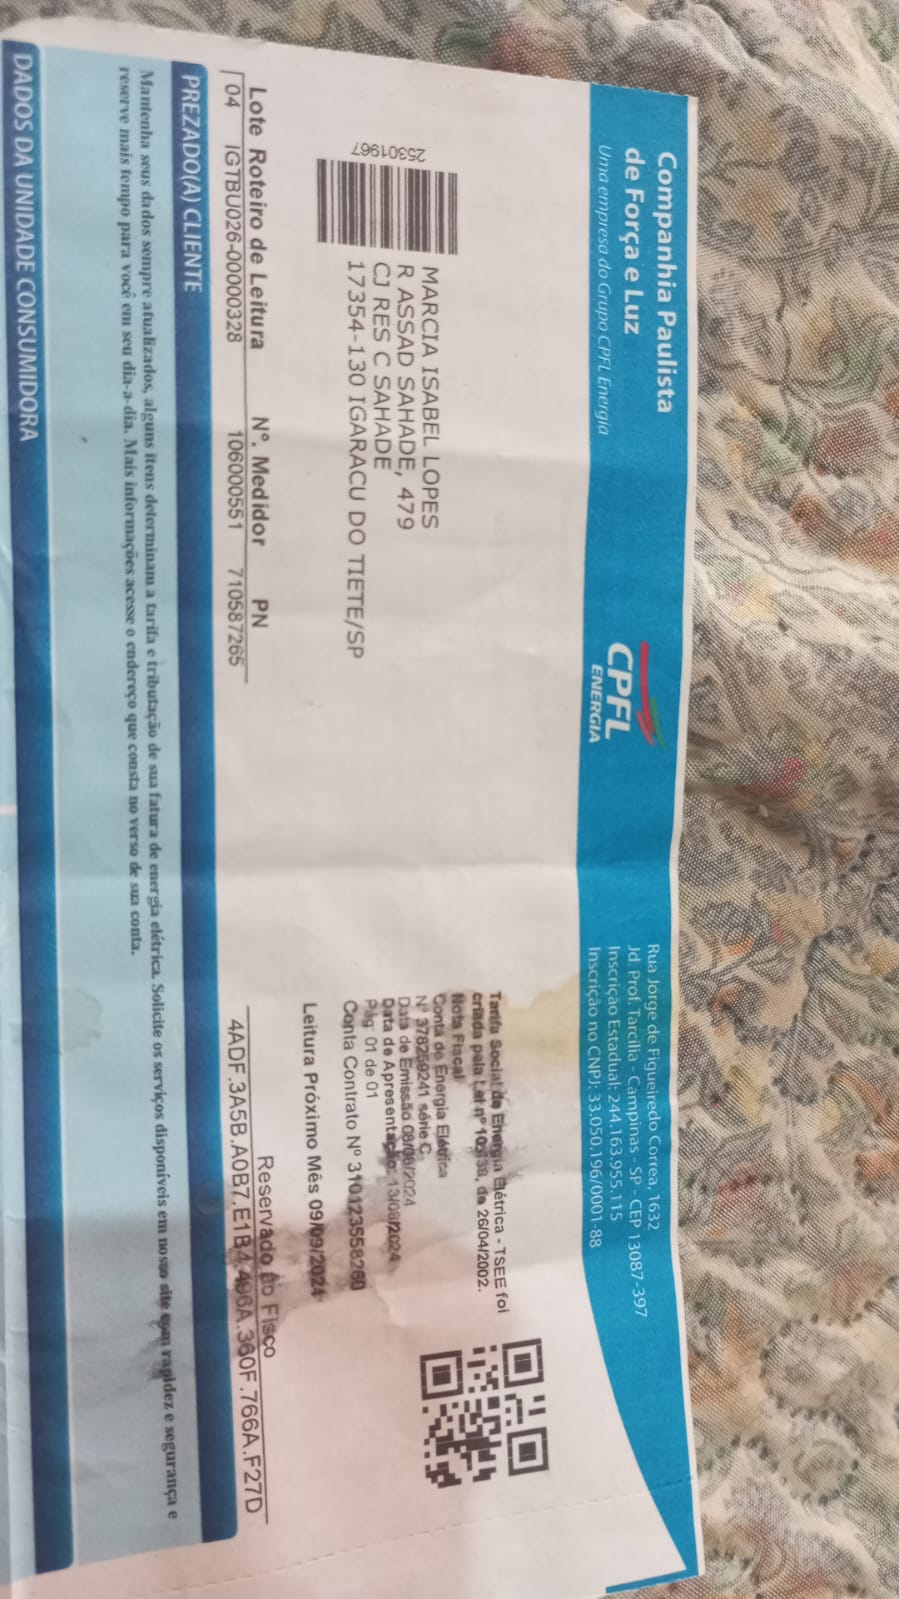 Companhia Paulista
de Força e Luz
Uma empresa do Grupo CPFL Energia
CPFL
ENERGIA
Rua Jorge de Figueiredo Correa, 1632
Jd. Prof. Tarcilia - Campinas - SP - CEP 13087-397
Inscrição Estadual: 244.163.955.115
Inscrição no CNPJ: 33.050.196/0001-88
25301967
MARCIA ISABEL LOPES
R ASSAD SAHADE, 479
CJ RES C SAHADE
17354-130 IGARACU DO TIETE/SP
Tarifa Social de Energia Elétrica - TSEE foi
criada pela Lei nº 10.438, de 26/04/2002.
Nota Fiscal
Conta de Energia Elétrica
Nº 378259241 série C
Data de Emissão 08/08/2024
Data de Apresentação: 13/08/2024
Pág: 01 de 01
Conta Contrato Nº 310123558260
Leitura Próximo Mês 09/09/2024
Lote Roteiro de Leitura Nº. Medidor PN
04 IGTBU026-00000328 106000551 710587265
Reservado ao Fisco
4ADF.3A5B.A0B7.E1B4.496A.360F.766A.F27D
PREZADO(A) CLIENTE
Mantenha seus dados sempre atualizados, alguns itens determinam a tarifa e tributação de sua fatura de energia elétrica. Solicite os serviços disponíveis em nosso site com rapidez e segurança e
reserve mais tempo para você em seu dia-a-dia. Mais informações acesse o endereço que consta no verso de sua conta.
DADOS DA UNIDADE CONSUMIDORA